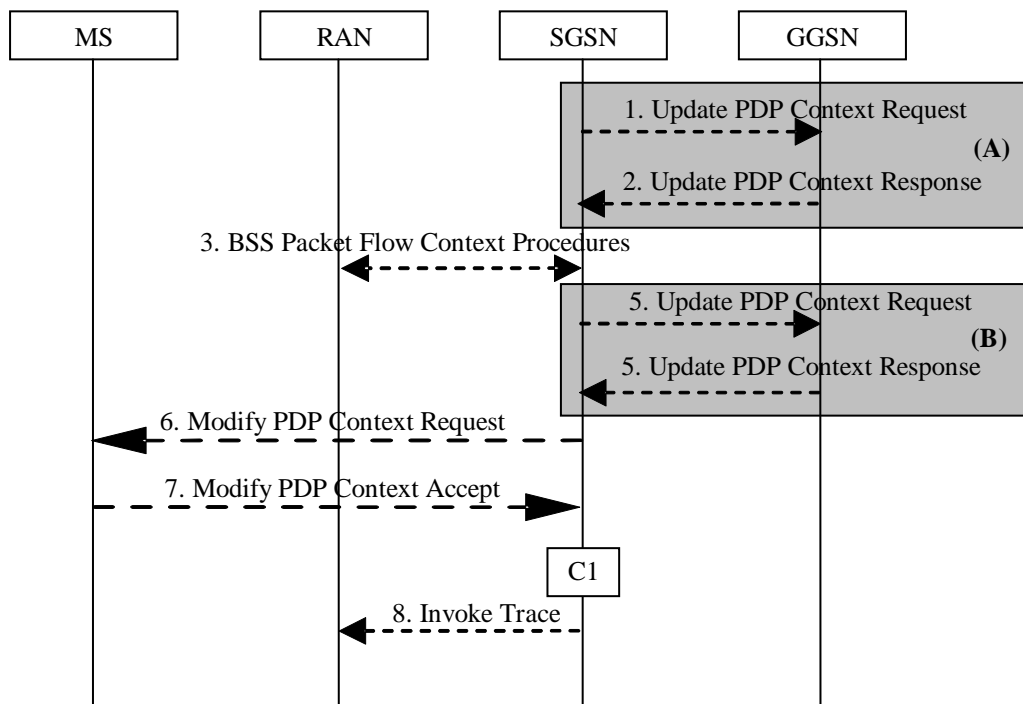 MS
RAN
SGSN
GGSN
1. Update PDP Context Request
(A)
2. Update PDP Context Response
3. BSS Packet Flow Context Procedures
5. Update PDP Context Request
(B)
5. Update PDP Context Response
6. Modify PDP Context Request
7. Modify PDP Context Accept
C1
8. Invoke Trace